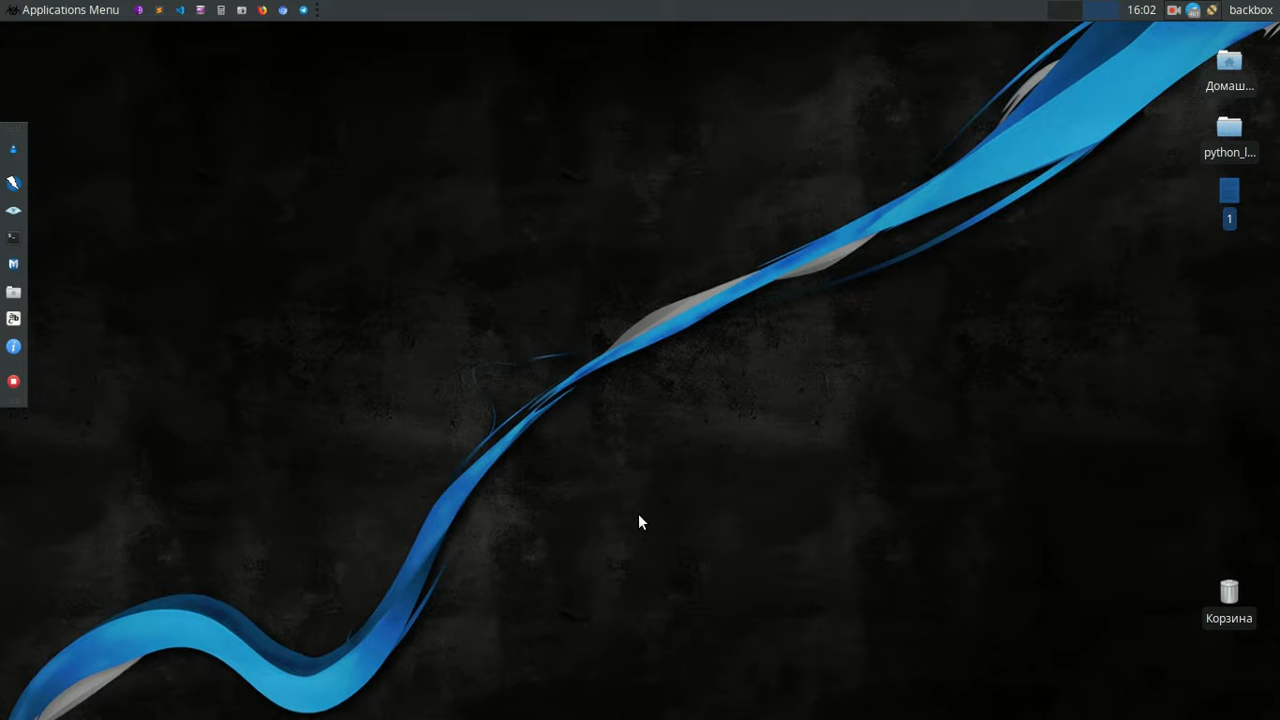 Applications Menu
16:02
backbox
Домаш...
python_l...
1
Корзина